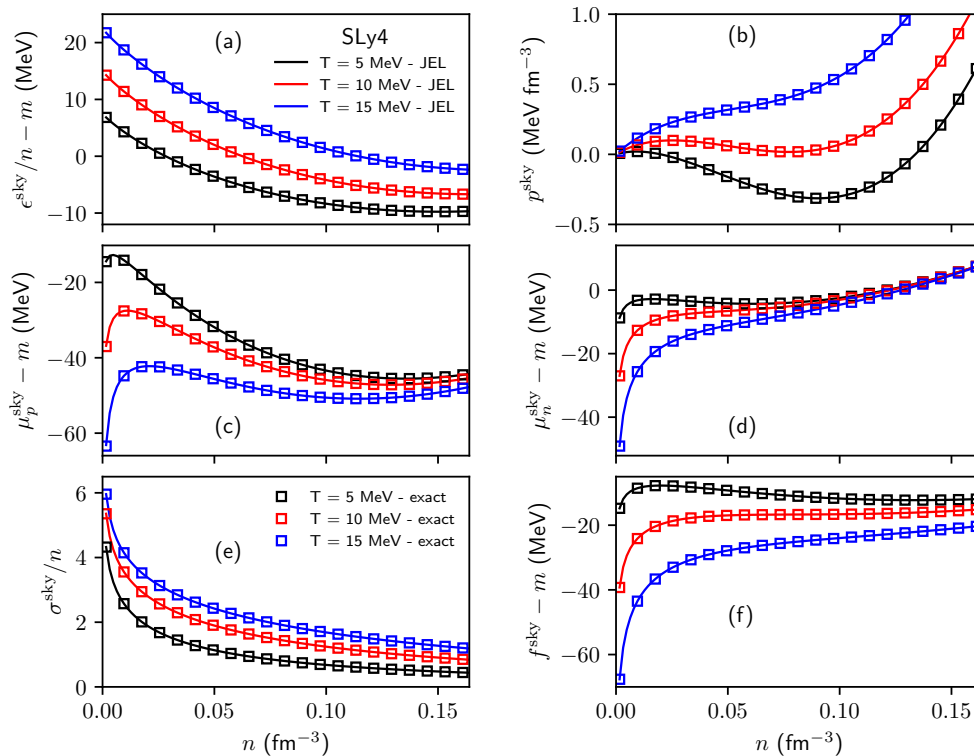 (a)
SLy4
T = 5 MeV - JEL
T = 10 MeV - JEL
T = 15 MeV - JEL
20
10
0
−10
ϵ^sky/n − m (MeV)
(b)
1.0
0.5
0.0
−0.5
p^sky (MeV fm⁻³)
(c)
−20
−40
−60
μ_p^sky − m (MeV)
(d)
0
−20
−40
μ_n^sky − m (MeV)
(e)
T = 5 MeV - exact
T = 10 MeV - exact
T = 15 MeV - exact
6
4
2
0
σ^sky/n
0.00 0.05 0.10 0.15
n (fm⁻³)
(f)
−20
−40
−60
f^sky − m (MeV)
0.00 0.05 0.10 0.15
n (fm⁻³)